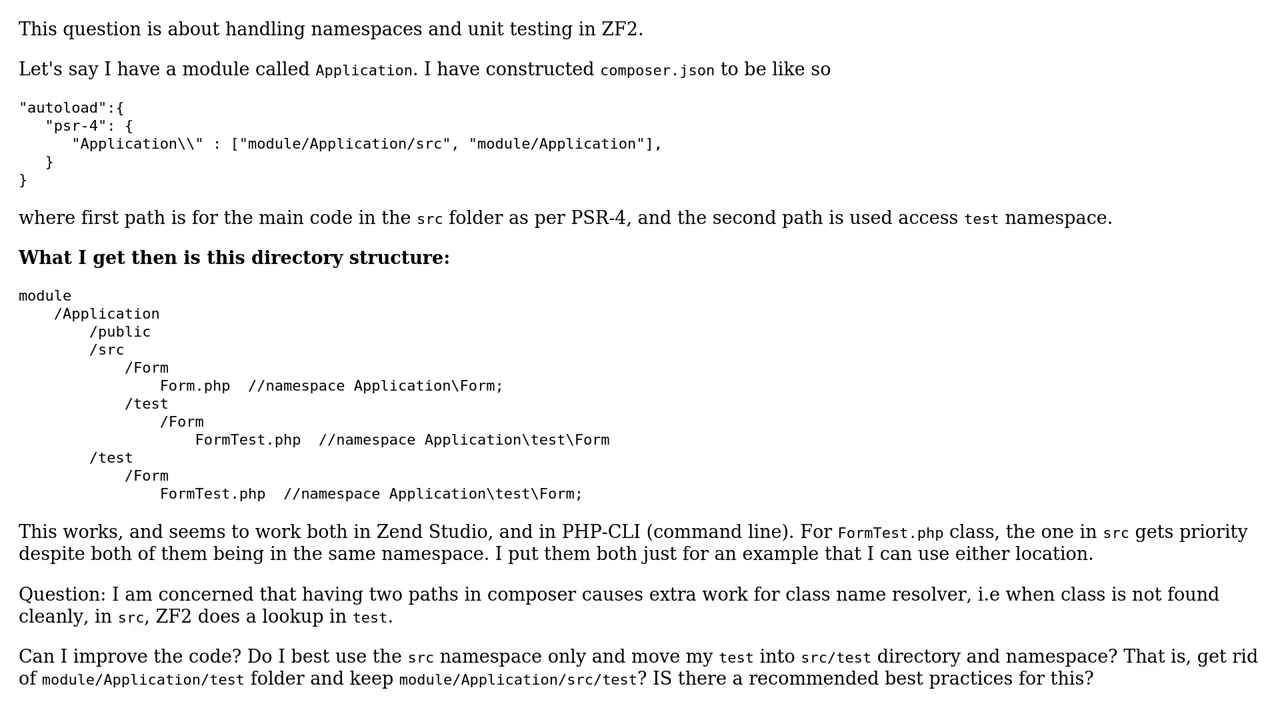 This question is about handling namespaces and unit testing in ZF2.
Let's say I have a module called Application. I have constructed composer.json to be like so
"autoload":{
   "psr-4": {
      "Application\\" : ["module/Application/src", "module/Application"],
   }
}
where first path is for the main code in the src folder as per PSR-4, and the second path is used access test namespace.
What I get then is this directory structure:
module
    /Application
        /public
        /src
            /Form
                Form.php  //namespace Application\Form;
            /test
                /Form
                    FormTest.php  //namespace Application\test\Form
        /test
            /Form
                FormTest.php  //namespace Application\test\Form;
This works, and seems to work both in Zend Studio, and in PHP-CLI (command line). For FormTest.php class, the one in src gets priority
despite both of them being in the same namespace. I put them both just for an example that I can use either location.
Question: I am concerned that having two paths in composer causes extra work for class name resolver, i.e when class is not found
cleanly, in src, ZF2 does a lookup in test.
Can I improve the code? Do I best use the src namespace only and move my test into src/test directory and namespace? That is, get rid
of module/Application/test folder and keep module/Application/src/test? IS there a recommended best practices for this?